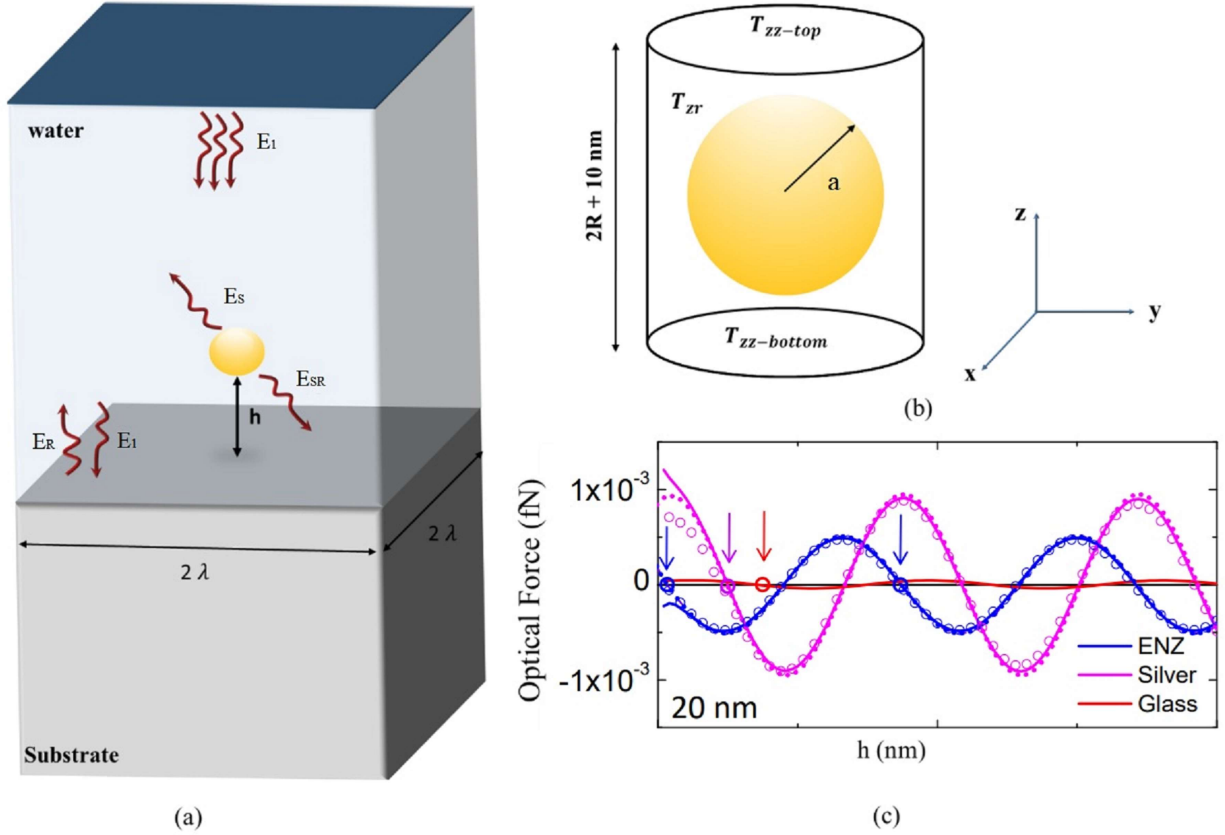 water
E1
ES
ESR
h
ER
E1
2 λ
2 λ
Substrate
(a)
Tzz−top
Tzr
a
2R + 10 nm
Tzz−bottom
z
y
x
(b)
Optical Force (fN)
1x10-3
0
-1x10-3
ENZ
Silver
Glass
20 nm
h (nm)
(c)